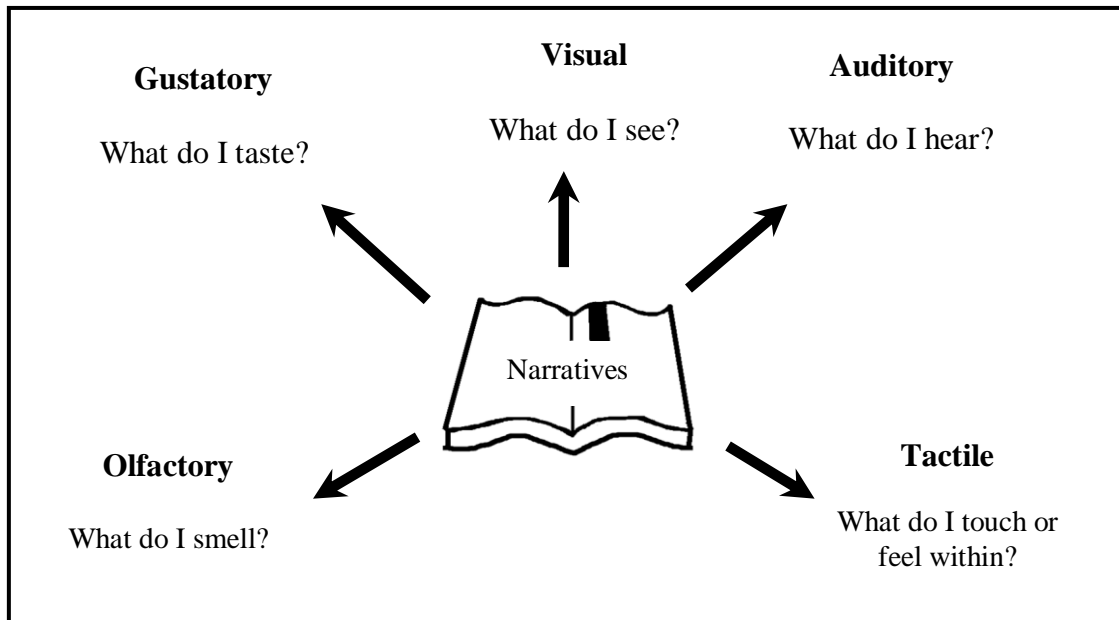 Gustatory
What do I taste?
Visual
What do I see?
Auditory
What do I hear?
Narratives
Olfactory
What do I smell?
Tactile
What do I touch or
feel within?